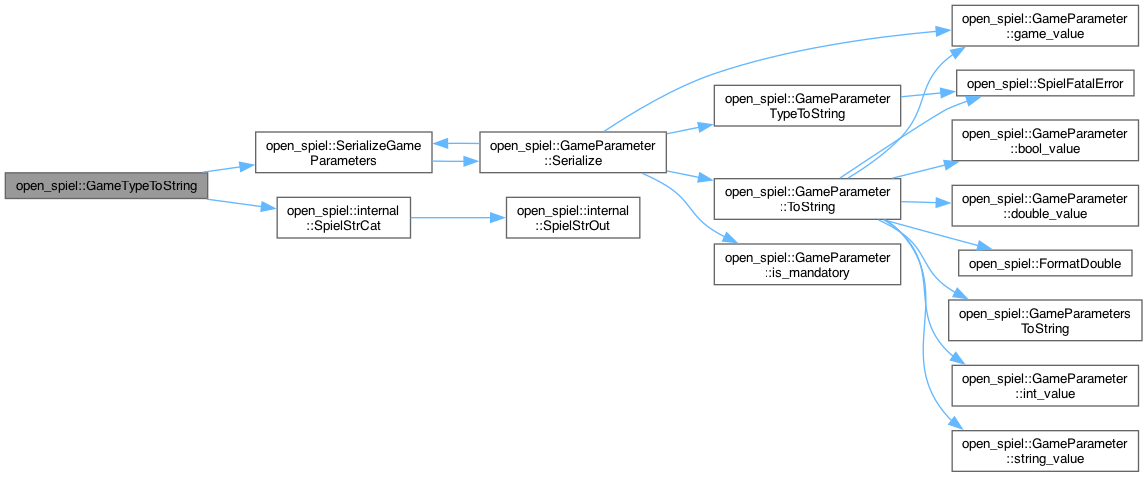 open_spiel::GameTypeToString
open_spiel::SerializeGame
Parameters
open_spiel::internal
::SpielStrCat
open_spiel::GameParameter
::Serialize
open_spiel::internal
::SpielStrOut
open_spiel::GameParameter
TypeToString
open_spiel::GameParameter
::ToString
open_spiel::GameParameter
::is_mandatory
open_spiel::GameParameter
::game_value
open_spiel::SpielFatalError
open_spiel::GameParameter
::bool_value
open_spiel::GameParameter
::double_value
open_spiel::FormatDouble
open_spiel::GameParameters
ToString
open_spiel::GameParameter
::int_value
open_spiel::GameParameter
::string_value